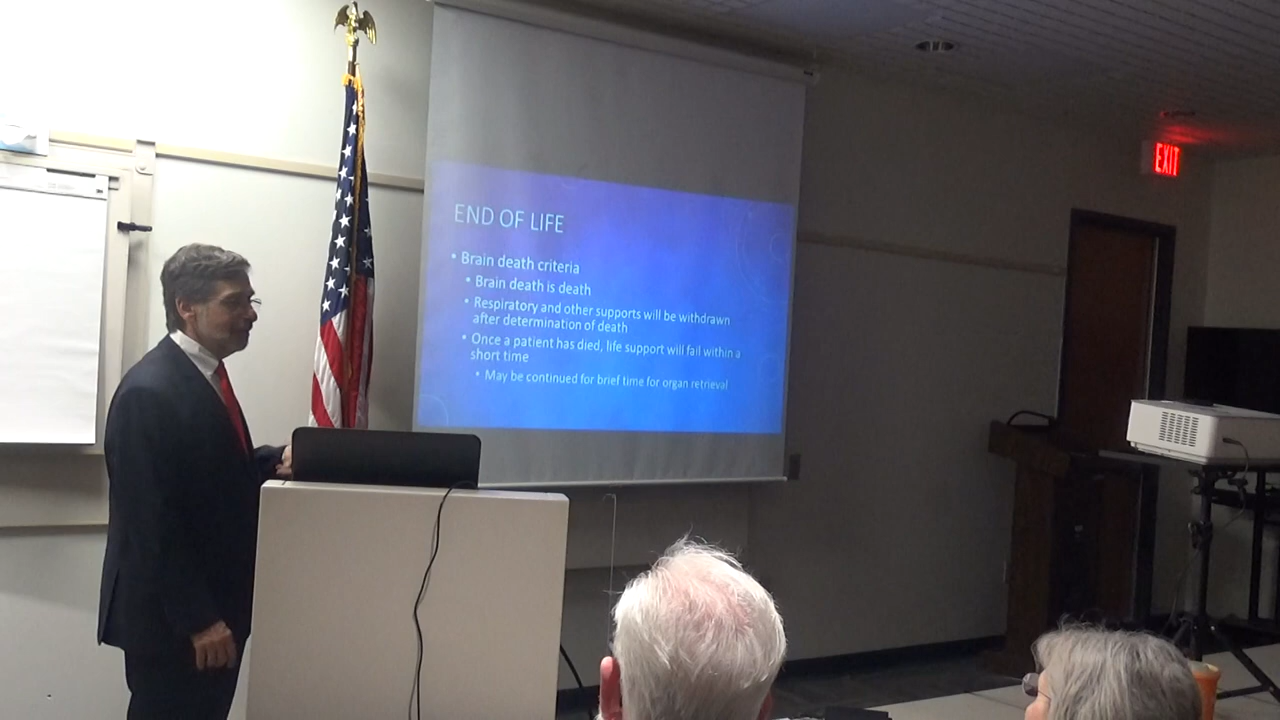 END OF LIFE
• Brain death criteria
• Brain death is death
• Respiratory and other supports will be withdrawn
after determination of death
• Once a patient has died, life support will fail within a
short time
• May be continued for brief time for organ retrieval
EXIT